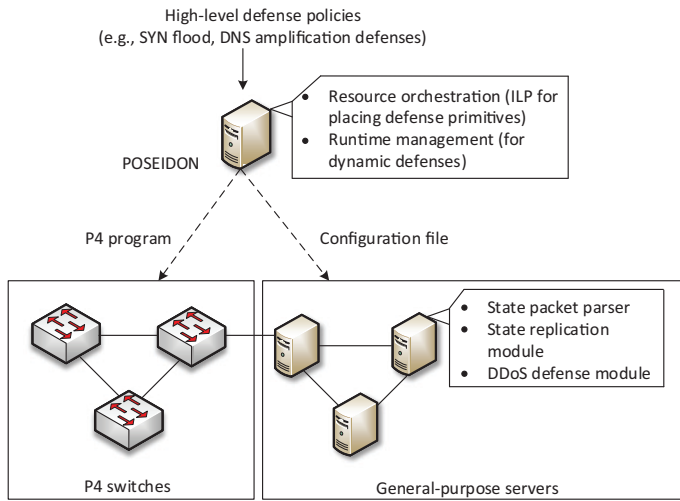 High-level defense policies
(e.g., SYN flood, DNS amplification defenses)
• Resource orchestration (ILP for
placing defense primitives)
• Runtime management (for
dynamic defenses)
POSEIDON
P4 program
Configuration file
• State packet parser
• State replication
module
• DDoS defense module
P4 switches
General-purpose servers